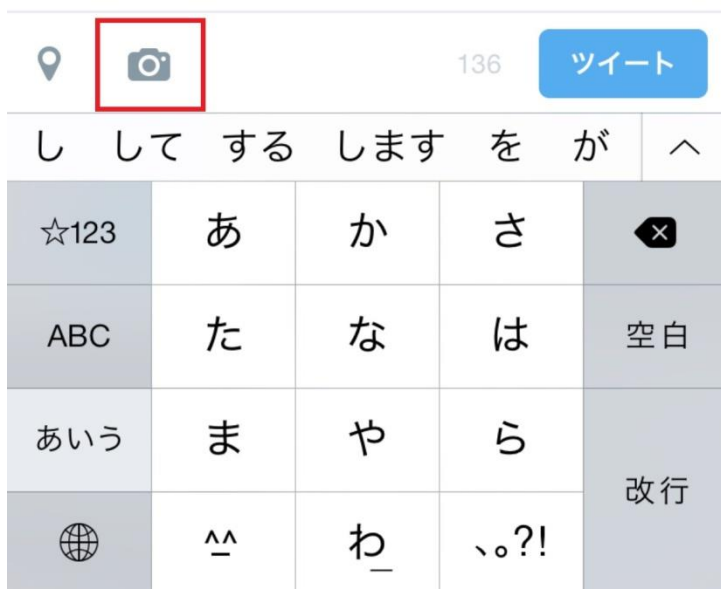 136 ツイート
し して する します を が
☆123 あ か さ
ABC た な は 空白
あいう ま や ら
改行
^_^ わ_ 、。?!